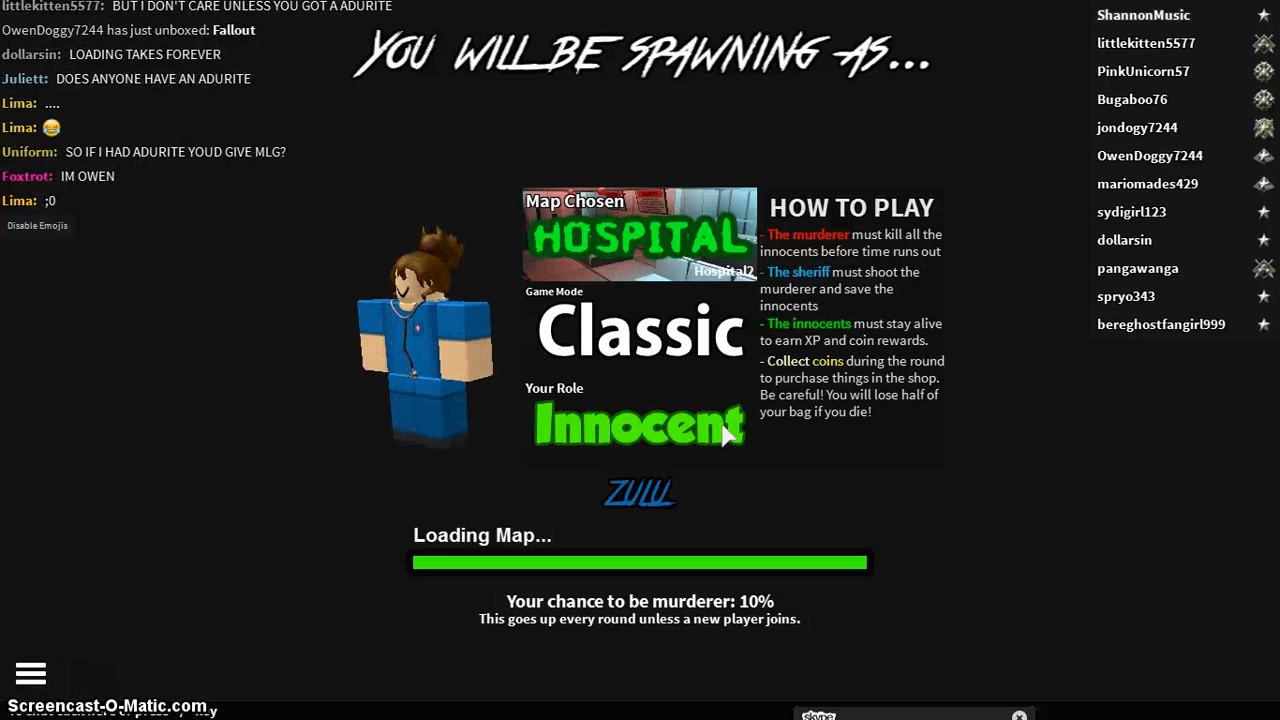 littlekitten5577: BUT I DON'T CARE UNLESS YOU GOT A ADURITE
OwenDoggy7244 has just unboxed: Fallout
dollarsin: LOADING TAKES FOREVER
Juliett: DOES ANYONE HAVE AN ADURITE
Lima: ....
Lima: 😂
Uniform: SO IF I HAD ADURITE YOUD GIVE MLG?
Foxtrot: IM OWEN
Lima: ;0
Disable Emojis
YOU WILL BE SPAWNING AS...
Map Chosen
HOSPITAL
Hospital2
Game Mode
Classic
Your Role
Innocent
HOW TO PLAY
- The murderer must kill all the
innocents before time runs out
- The sheriff must shoot the
murderer and save the
innocents
- The innocents must stay alive
to earn XP and coin rewards.
- Collect coins during the round
to purchase things in the shop.
Be careful! You will lose half of
your bag if you die!
ZULU
Loading Map...
Your chance to be murderer: 10%
This goes up every round unless a new player joins.
ShannonMusic
littlekitten5577
PinkUnicorn57
Bugaboo76
jondogy7244
OwenDoggy7244
mariomades429
sydigirl123
dollarsin
pangawanga
spryo343
bereghostfangirl999
Screencast-O-Matic.com
skype